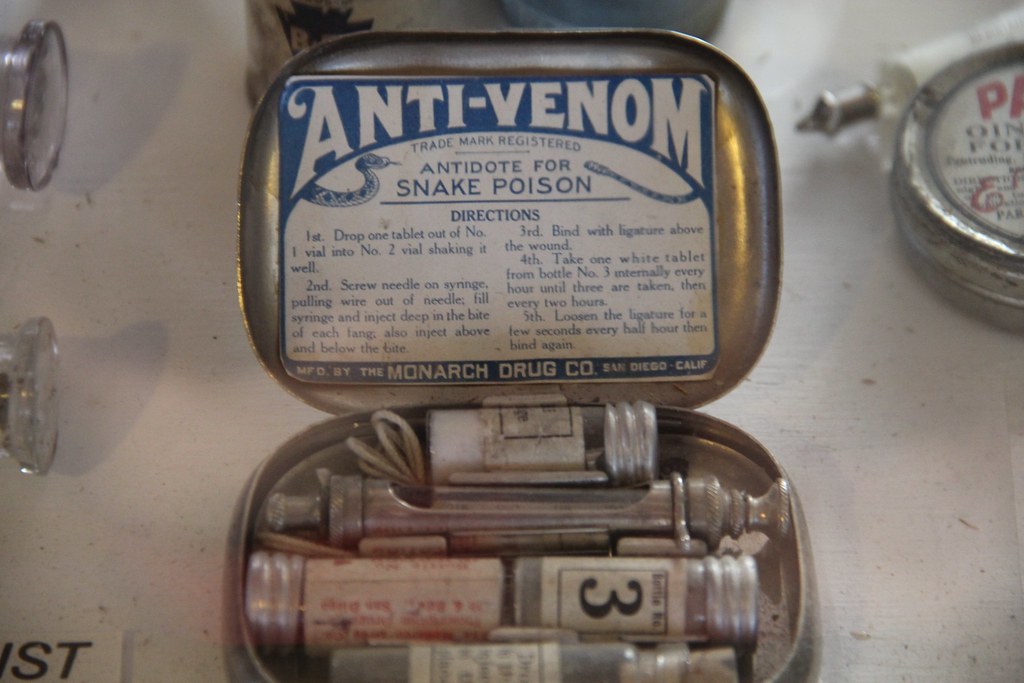 ANTI-VENOM
TRADE MARK REGISTERED
ANTIDOTE FOR
SNAKE POISON
DIRECTIONS
1st. Drop one tablet out of No.
1 vial into No. 2 vial shaking it
well.
2nd. Screw needle on syringe,
pulling wire out of needle; fill
syringe and inject deep in the bite
of each fang; also inject above
and below the bite.
3rd. Bind with ligature above
the wound.
4th. Take one white tablet
from bottle No. 3 internally every
hour until three are taken, then
every two hours.
5th. Loosen the ligature for a
few seconds every half hour then
bind again.
MFD. BY THE MONARCH DRUG CO. SAN DIEGO-CALIF
PA
OIN
FO
3
IST